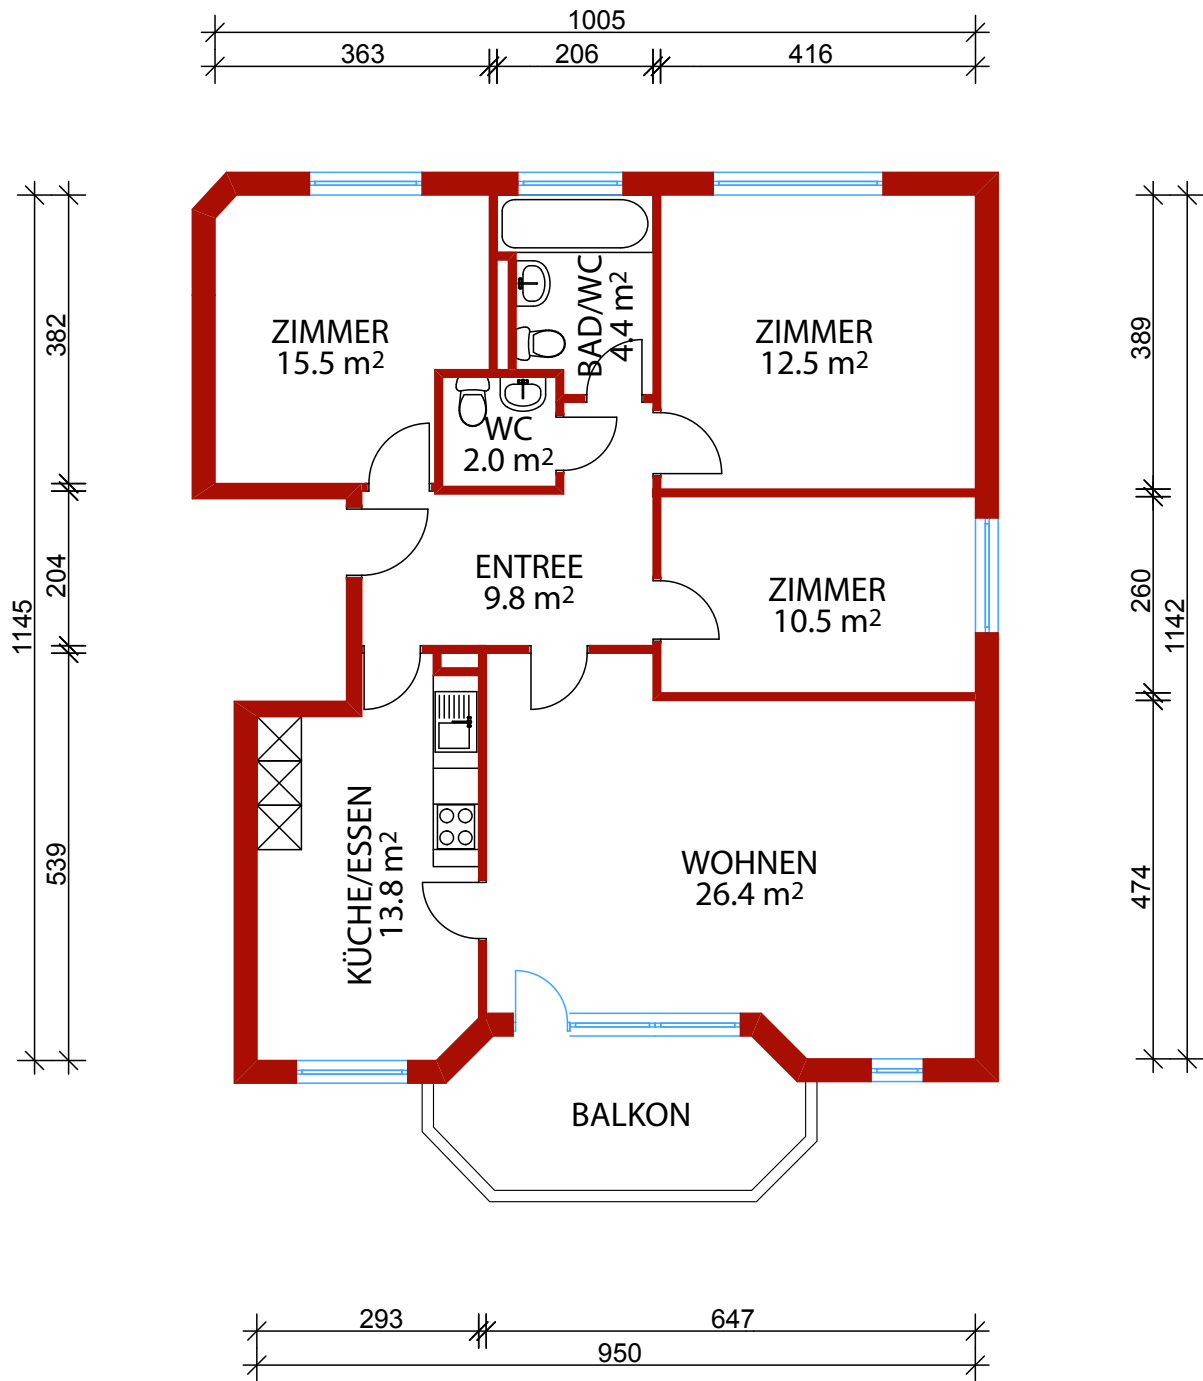 1005
363
206
416
ZIMMER
15.5 m²
BAD/WC
4.4 m²
ZIMMER
12.5 m²
WC
2.0 m²
ENTREE
9.8 m²
ZIMMER
10.5 m²
KÜCHE/ESSEN
13.8 m²
WOHNEN
26.4 m²
BALKON
1145
382
204
539
389
260
474
1142
293
647
950